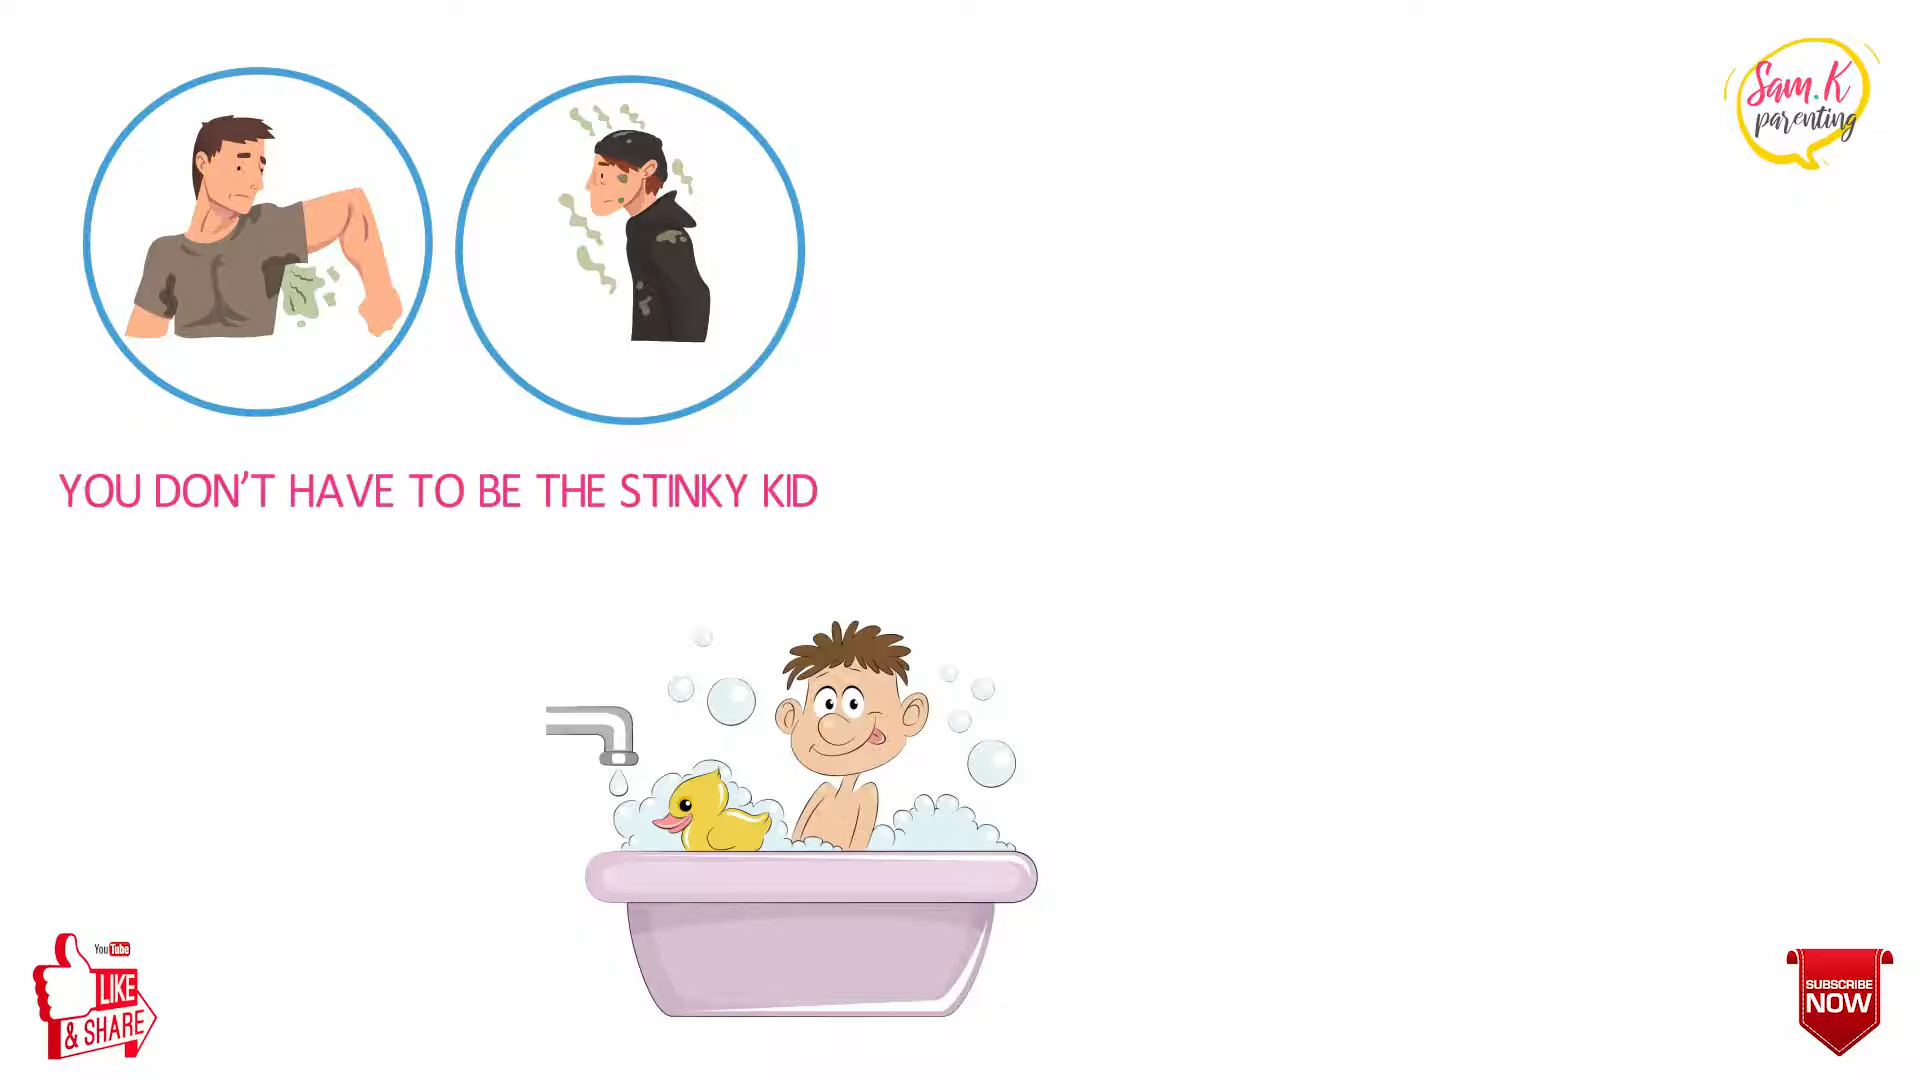 Sam.K
parenting
YOU DON'T HAVE TO BE THE STINKY KID
YouTube
LIKE
& SHARE
SUBSCRIBE
NOW